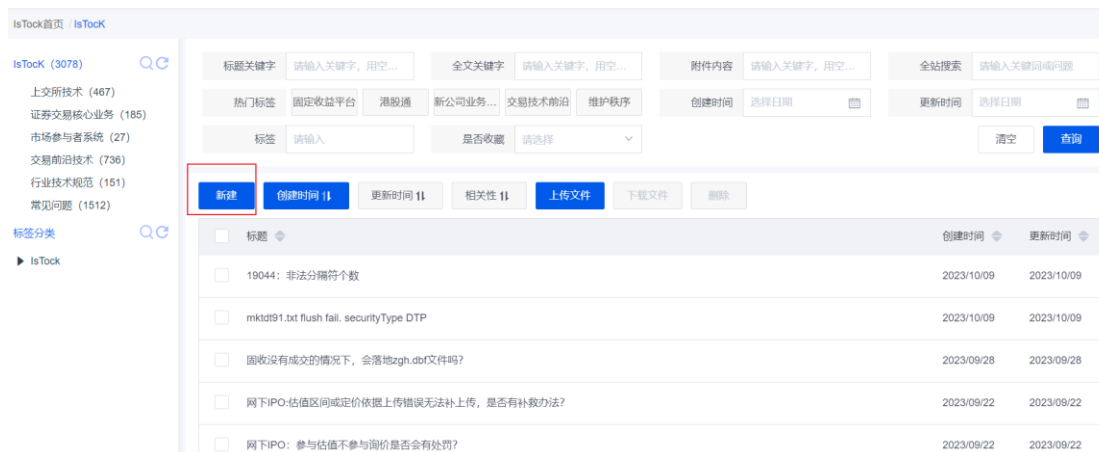 IsTock首页 / IsTocK
IsTocK（3078）
上交所技术（467）
证券交易核心业务（185）
市场参与者系统（27）
交易前沿技术（736）
行业技术规范（151）
常见问题（1512）
标签分类
IsTock
标题关键字 请输入关键字，用空... 全文关键字 请输入关键字、用空... 附件内容 请输入关键字，用空... 全站搜索 请输入关键词或问题
热门标签 固定收益平台 港股通 新公司业务... 交易技术前沿 维护秩序 创建时间 选择日期 更新时间 选择日期
标签 请输入 是否收藏 请选择 清空 查询
新建 创建时间 更新时间 相关性 上传文件 下载文件 删除
标题 创建时间 更新时间
19044：非法分隔符个数 2023/10/09 2023/10/09
mktdt91.txt flush fail. securityType DTP 2023/10/09 2023/10/09
固收没有成交的情况下，会落地zgh.dbf文件吗? 2023/09/28 2023/09/28
网下IPO:估值区间或定价依据上传错误无法补上传，是否有补救办法? 2023/09/22 2023/09/22
网下IPO：参与估值不参与询价是否会有处罚? 2023/09/22 2023/09/22